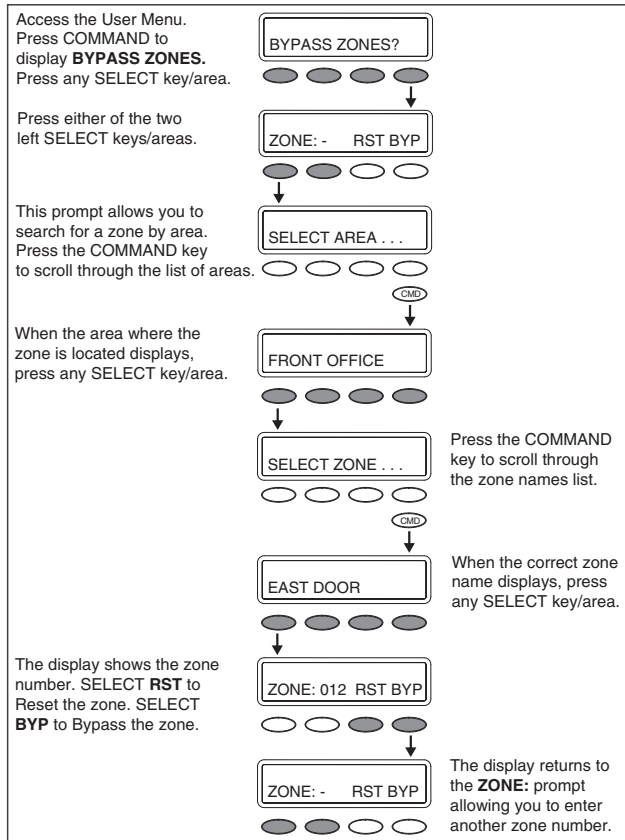 Access the User Menu.
Press COMMAND to
display BYPASS ZONES.
Press any SELECT key/area.
BYPASS ZONES?
Press either of the two
left SELECT keys/areas.
ZONE: - RST BYP
This prompt allows you to
search for a zone by area.
Press the COMMAND key
to scroll through the list of areas.
SELECT AREA . . .
CMD
When the area where the
zone is located displays,
press any SELECT key/area.
FRONT OFFICE
SELECT ZONE . . .
Press the COMMAND
key to scroll through
the zone names list.
CMD
EAST DOOR
When the correct zone
name displays, press
any SELECT key/area.
The display shows the zone
number. SELECT RST to
Reset the zone. SELECT
BYP to Bypass the zone.
ZONE: 012 RST BYP
ZONE: - RST BYP
The display returns to
the ZONE: prompt
allowing you to enter
another zone number.